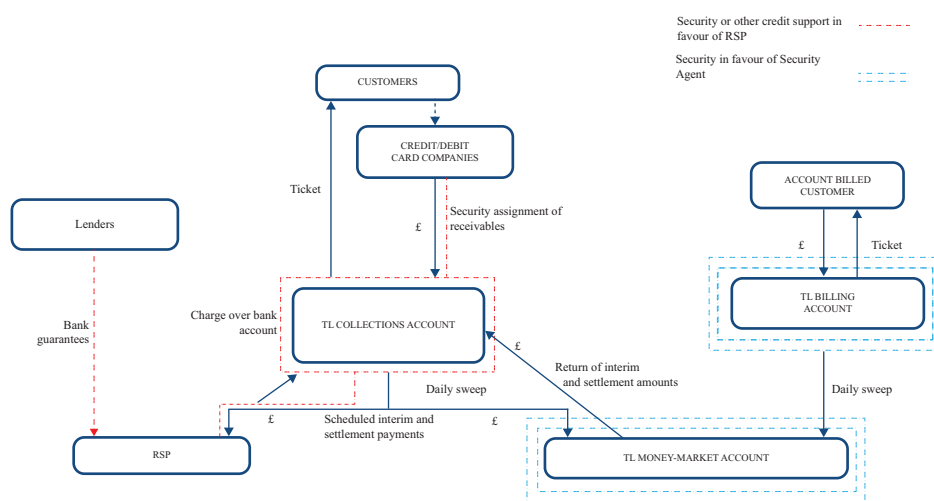 Security or other credit support in
favour of RSP
Security in favour of Security
Agent
CUSTOMERS
CREDIT/DEBIT
CARD COMPANIES
ACCOUNT BILLED
CUSTOMER
Ticket
Lenders
£
Security assignment of
receivables
£
Ticket
TL BILLING
ACCOUNT
Charge over bank
account
TL COLLECTIONS ACCOUNT
Bank
guarantees
£
Return of interim
and settlement amounts
Daily sweep
Daily sweep
£
Scheduled interim and
settlement payments
£
RSP
TL MONEY-MARKET ACCOUNT